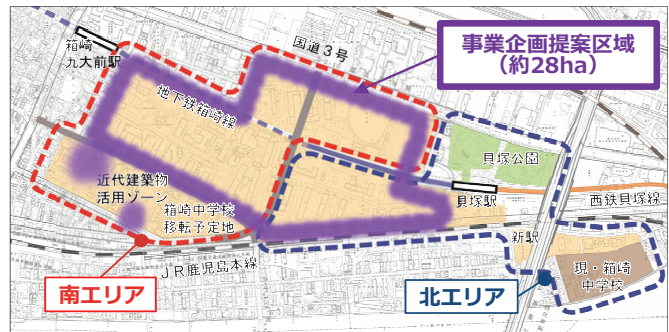 箱崎
九大前駅
国道3号
事業企画提案区域
（約28ha）
地下鉄箱崎線
貝塚公園
近代建築物
活用ゾーン
箱崎中学校
移転予定地
貝塚駅
西鉄貝塚線
新駅
JR鹿児島本線
現・箱崎
中学校
南エリア
北エリア